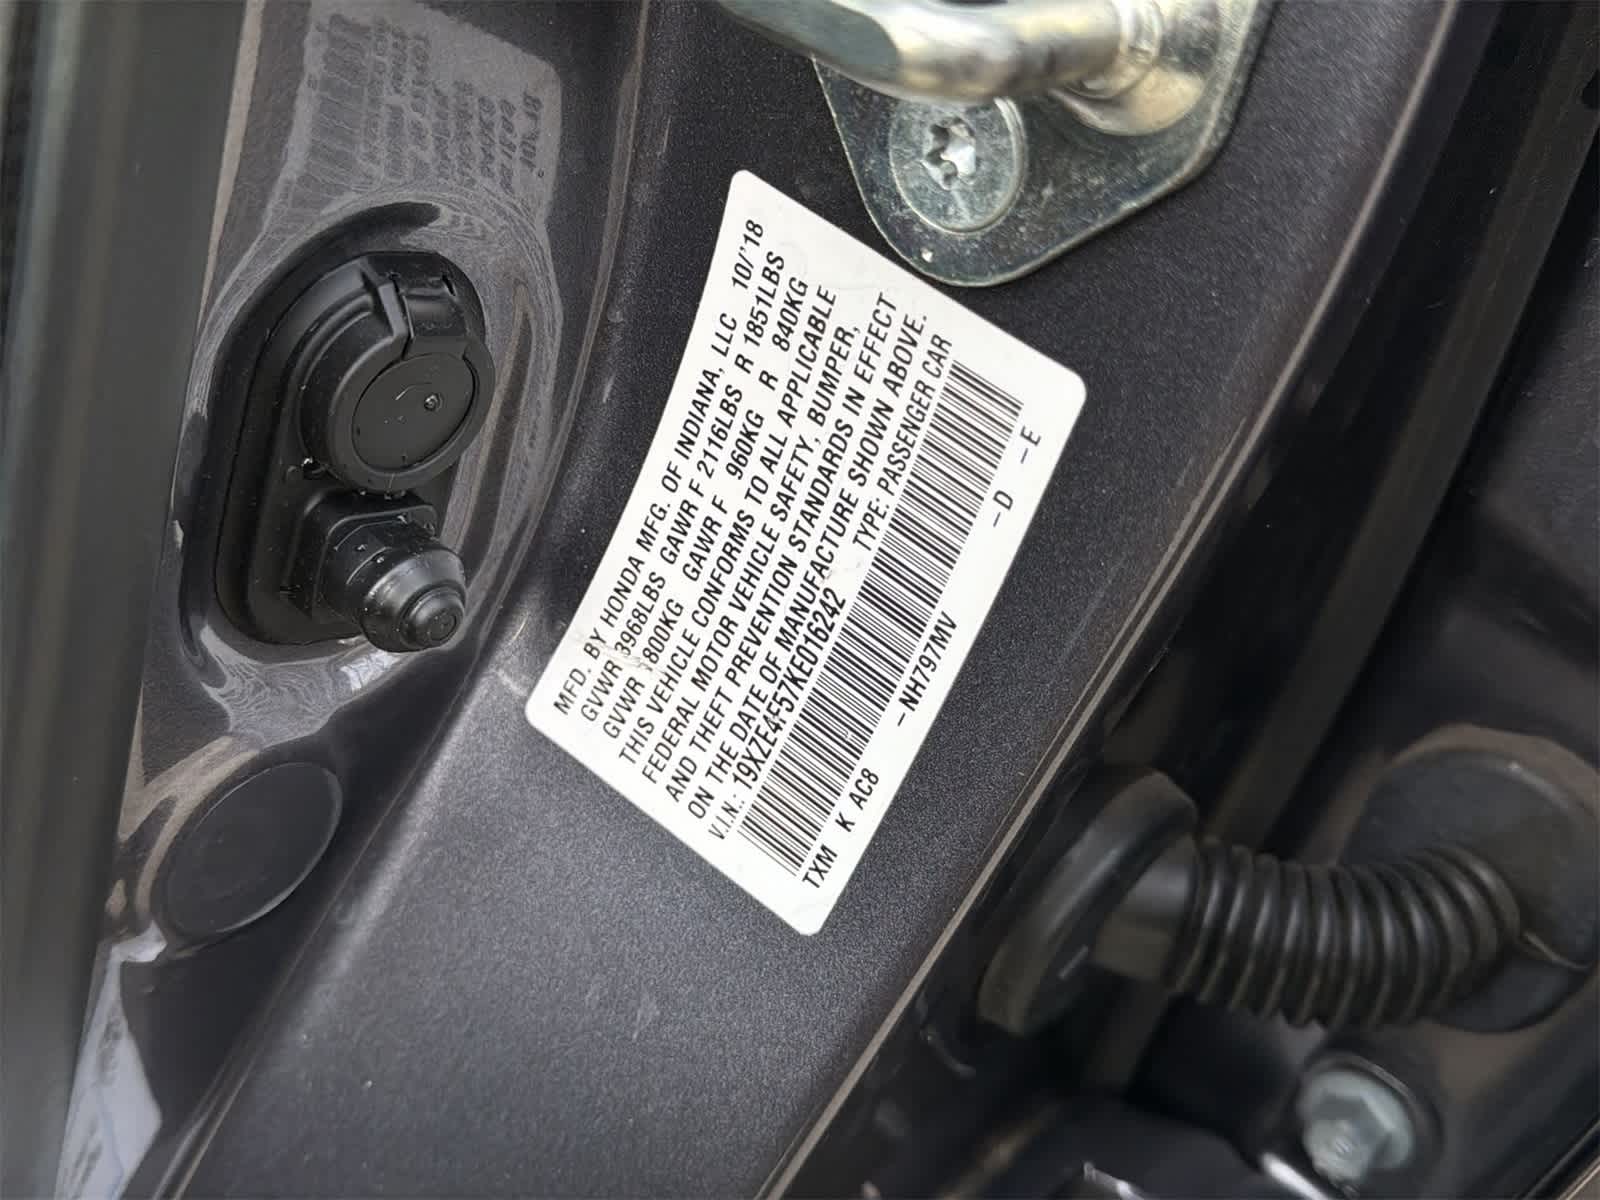 MFD. BY HONDA MFG. OF INDIANA, LLC 10/'18
GVWR 3968LBS GAWR F 2116LBS R 1851LBS
GVWR 1800KG GAWR F 960KG R 840KG
THIS VEHICLE CONFORMS TO ALL APPLICABLE
FEDERAL MOTOR VEHICLE SAFETY, BUMPER,
AND THEFT PREVENTION STANDARDS IN EFFECT
ON THE DATE OF MANUFACTURE SHOWN ABOVE.
V.I.N.: 19XZE4F57KE016242 TYPE: PASSENGER CAR
TXM K AC8 -NH797MV -D -E